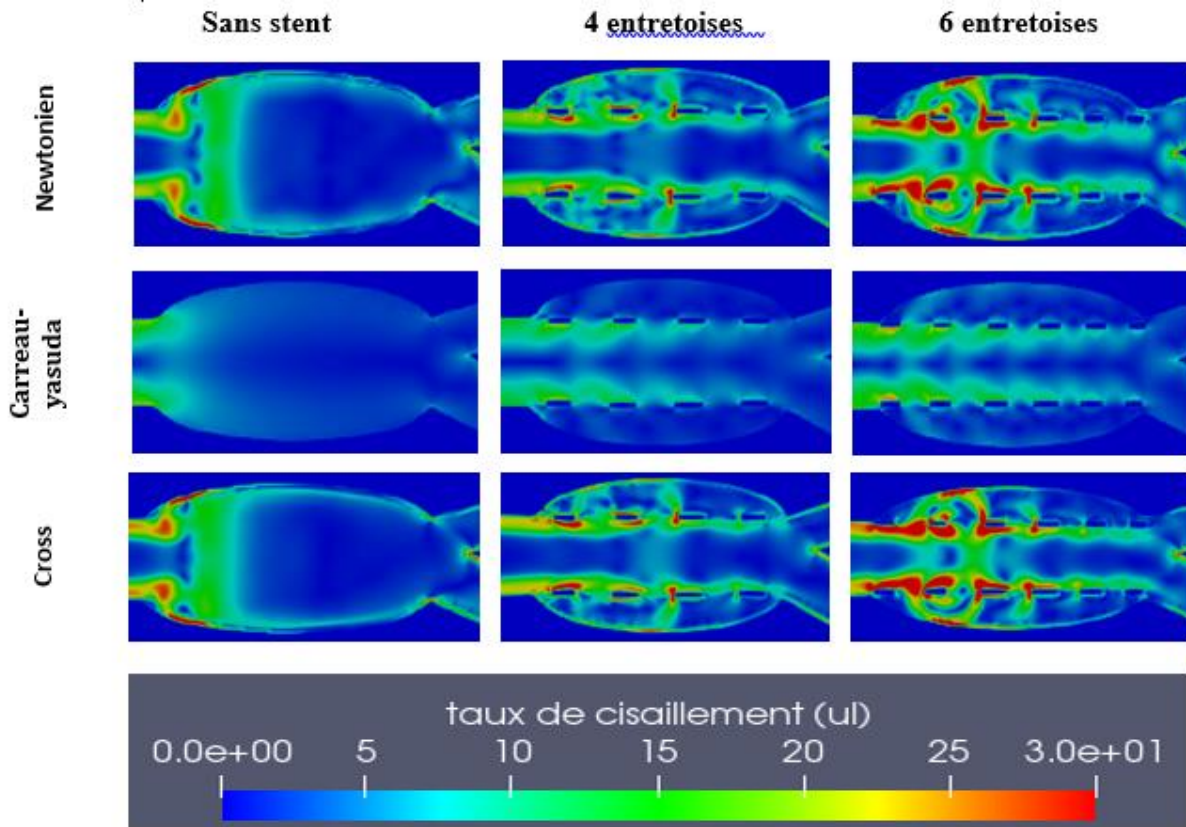 Sans stent
4 entretoises
6 entretoises
Newtonien
Carreau-
yasuda
Cross
taux de cisaillement (ul)
0.0e+00 5 10 15 20 25 3.0e+01